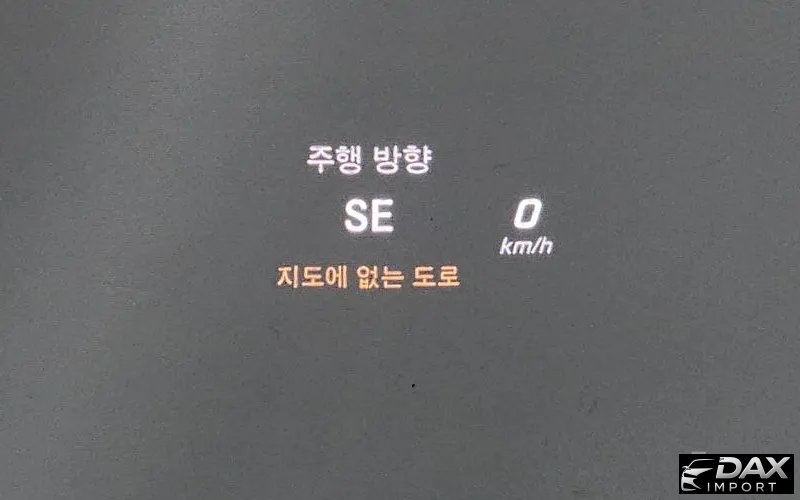 주행 방향
SE
0
km/h
지도에 없는 도로
DAX
IMPORT